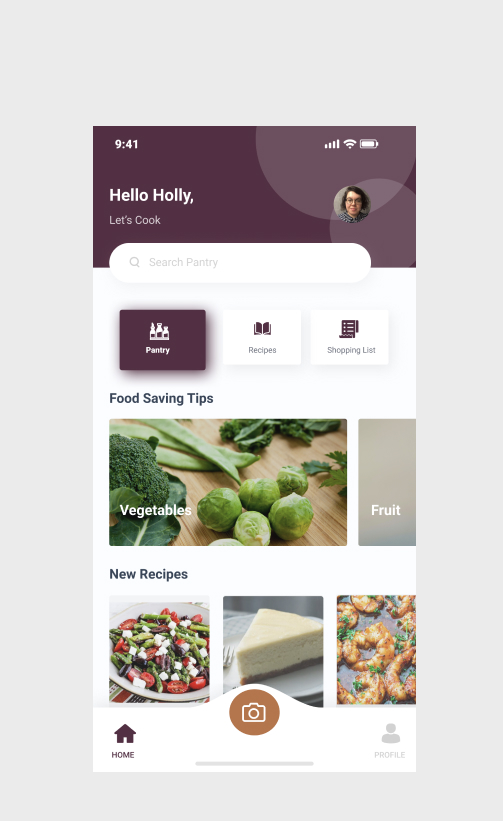 9:41
Hello Holly,
Let's Cook
Search Pantry
Pantry
Recipes
Shopping List
Food Saving Tips
Vegetables
Fruit
New Recipes
HOME
PROFILE